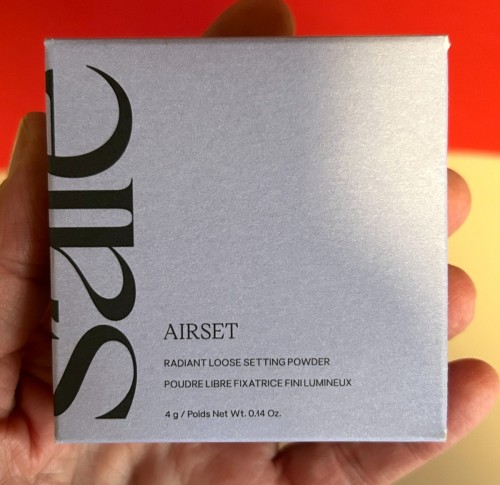 Saie
AIRSET
RADIANT LOOSE SETTING POWDER
POUDRE LIBRE FIXATRICE FINI LUMINEUX
4 g / Poids Net Wt. 0.14 Oz.